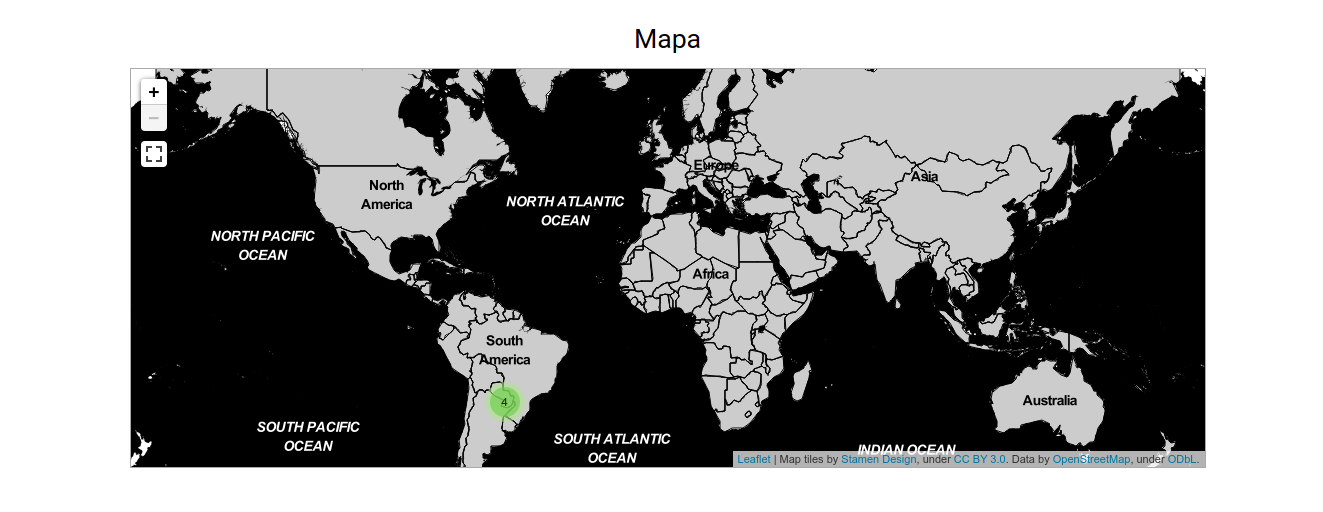 Mapa
+
−
North
America
Europe
Asia
NORTH ATLANTIC
OCEAN
NORTH PACIFIC
OCEAN
Africa
South
America
4
Australia
SOUTH PACIFIC
OCEAN
SOUTH ATLANTIC
OCEAN
INDIAN OCEAN
Leaflet | Map tiles by Stamen Design, under CC BY 3.0. Data by OpenStreetMap, under ODbL.